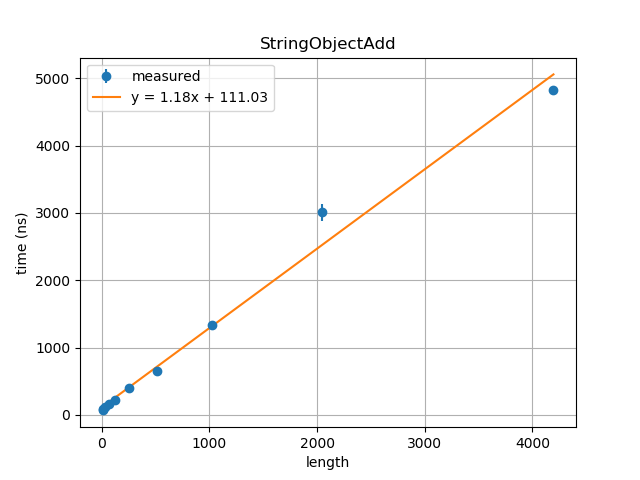 StringObjectAdd
measured
y = 1.18x + 111.03
5000
4000
3000
2000
1000
0
time (ns)
0 1000 2000 3000 4000
length